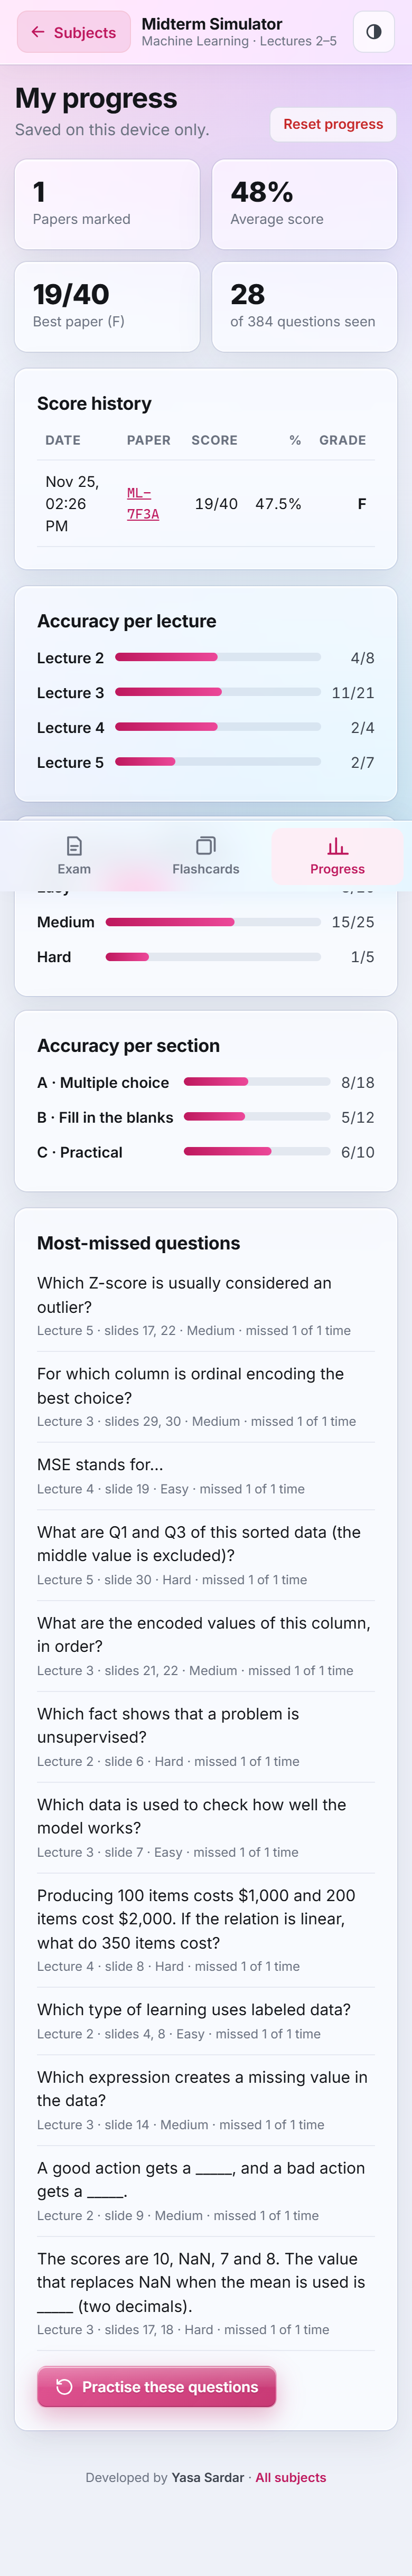 Subjects
Midterm Simulator
Machine Learning · Lectures 2–5
My progress
Saved on this device only.
Reset progress
1
Papers marked
48%
Average score
19/40
Best paper (F)
28
of 384 questions seen
Score history
DATE PAPER SCORE % GRADE
Nov 25,
02:26
PM
ML-
7F3A
19/40 47.5% F
Accuracy per lecture
Lecture 2 4/8
Lecture 3 11/21
Lecture 4 2/4
Lecture 5 2/7
Exam
Flashcards
Progress
Medium 15/25
Hard 1/5
Accuracy per section
A · Multiple choice 8/18
B · Fill in the blanks 5/12
C · Practical 6/10
Most-missed questions
Which Z-score is usually considered an
outlier?
Lecture 5 · slides 17, 22 · Medium · missed 1 of 1 time
For which column is ordinal encoding the
best choice?
Lecture 3 · slides 29, 30 · Medium · missed 1 of 1 time
MSE stands for...
Lecture 4 · slide 19 · Easy · missed 1 of 1 time
What are Q1 and Q3 of this sorted data (the
middle value is excluded)?
Lecture 5 · slide 30 · Hard · missed 1 of 1 time
What are the encoded values of this column,
in order?
Lecture 3 · slides 21, 22 · Medium · missed 1 of 1 time
Which fact shows that a problem is
unsupervised?
Lecture 2 · slide 6 · Hard · missed 1 of 1 time
Which data is used to check how well the
model works?
Lecture 3 · slide 7 · Easy · missed 1 of 1 time
Producing 100 items costs $1,000 and 200
items cost $2,000. If the relation is linear,
what do 350 items cost?
Lecture 4 · slide 8 · Hard · missed 1 of 1 time
Which type of learning uses labeled data?
Lecture 2 · slides 4, 8 · Easy · missed 1 of 1 time
Which expression creates a missing value in
the data?
Lecture 3 · slide 14 · Medium · missed 1 of 1 time
A good action gets a _____, and a bad action
gets a _____.
Lecture 2 · slide 9 · Medium · missed 1 of 1 time
The scores are 10, NaN, 7 and 8. The value
that replaces NaN when the mean is used is
_____ (two decimals).
Lecture 3 · slides 17, 18 · Hard · missed 1 of 1 time
Practise these questions
Developed by Yasa Sardar · All subjects